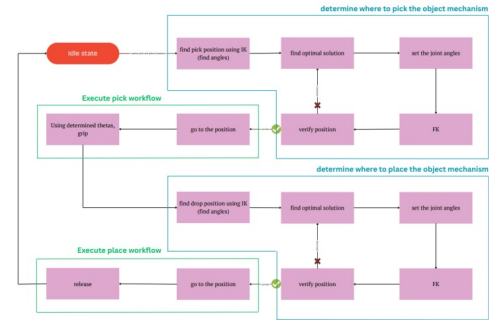 determine where to pick the object mechanism
idle state
find pick position using IK
(find angles)
find optimal solution
set the joint angles
Execute pick workflow
Using determined thetas,
grip
go to the position
verify position
FK
determine where to place the object mechanism
find drop position using IK
(find angles)
find optimal solution
set the joint angles
Execute place workflow
release
go to the position
verify position
FK